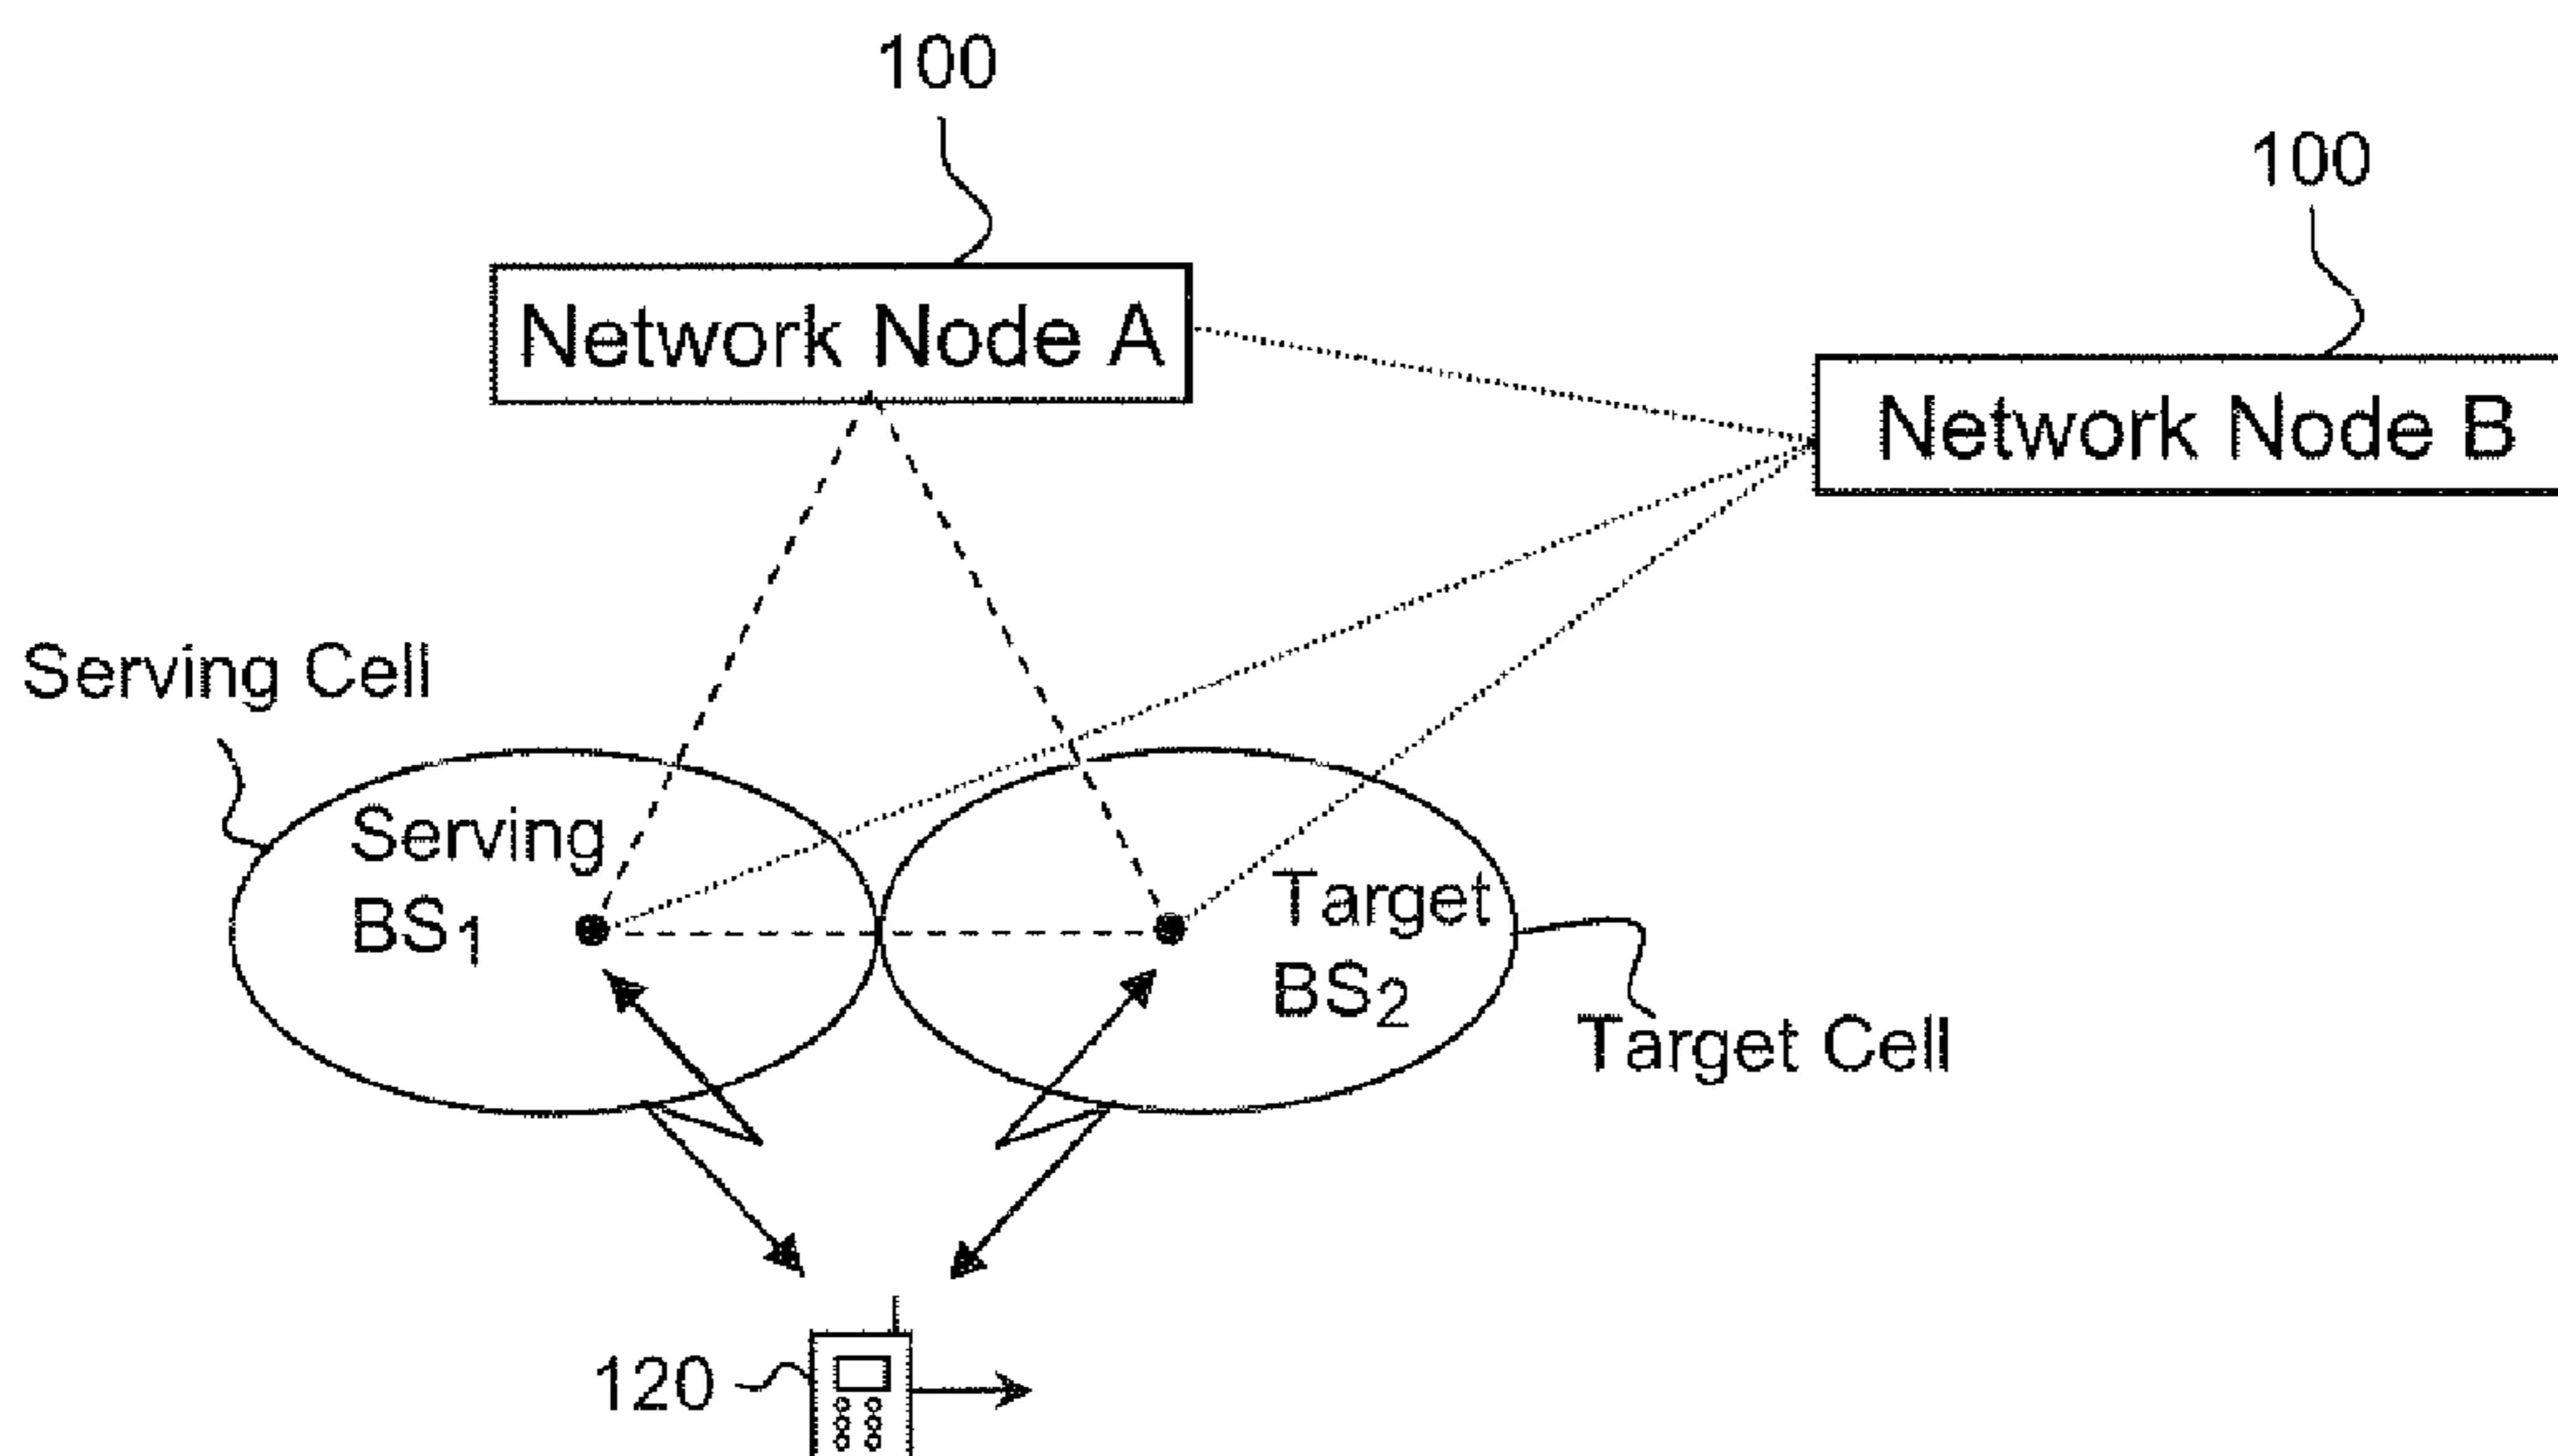 100
100
Network Node A
Network Node B
Serving Cell
Serving
BS1
Target
BS2
Target Cell
120